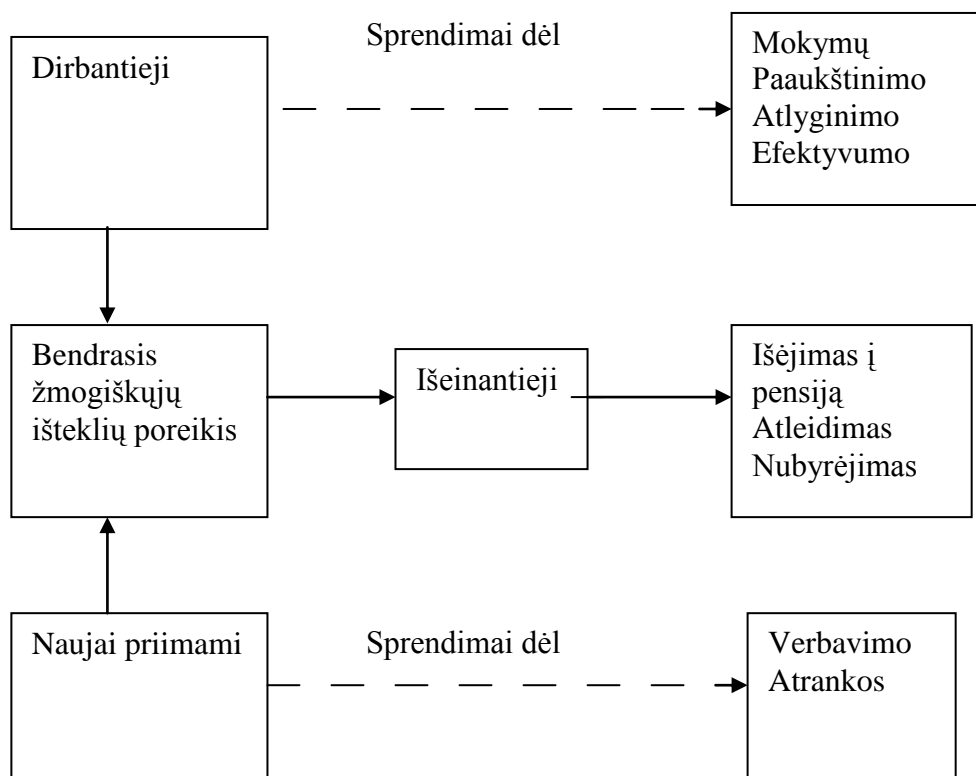 Dirbantieji
Sprendimai dėl
Mokymų
Paaukštinimo
Atlyginimo
Efektyvumo
Bendrasis
žmogiškųjų
išteklių poreikis
Išeinantieji
Išėjimas į
pensiją
Atleidimas
Nubyrėjimas
Naujai priimami
Sprendimai dėl
Verbavimo
Atrankos